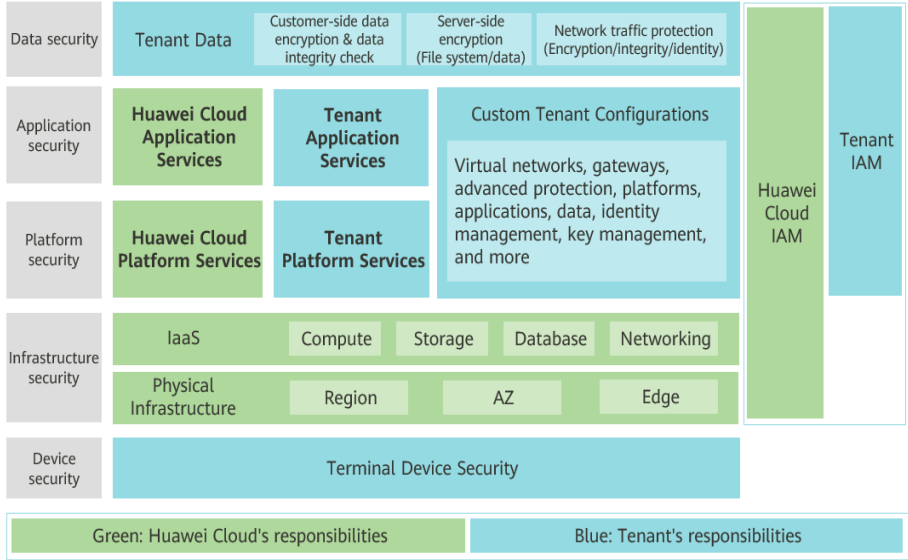 Data security
Tenant Data
Customer-side data
encryption & data
integrity check
Server-side
encryption
(File system/data)
Network traffic protection
(Encryption/integrity/identity)
Application
security
Huawei Cloud
Application
Services
Tenant
Application
Services
Custom Tenant Configurations
Virtual networks, gateways,
advanced protection, platforms,
applications, data, identity
management, key management,
and more
Platform
security
Huawei Cloud
Platform Services
Tenant
Platform Services
Huawei
Cloud
IAM
Tenant
IAM
Infrastructure
security
IaaS
Compute
Storage
Database
Networking
Physical
Infrastructure
Region
AZ
Edge
Device
security
Terminal Device Security
Green: Huawei Cloud's responsibilities
Blue: Tenant's responsibilities